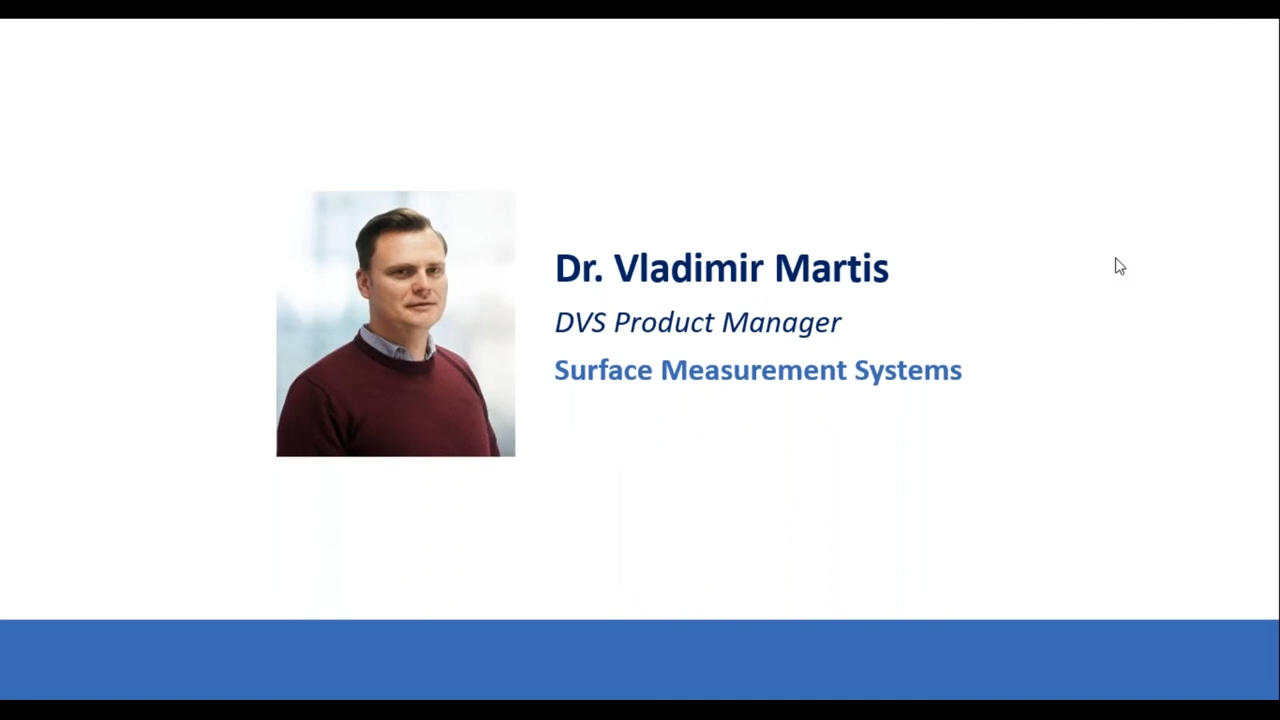 Dr. Vladimir Martis
DVS Product Manager
Surface Measurement Systems